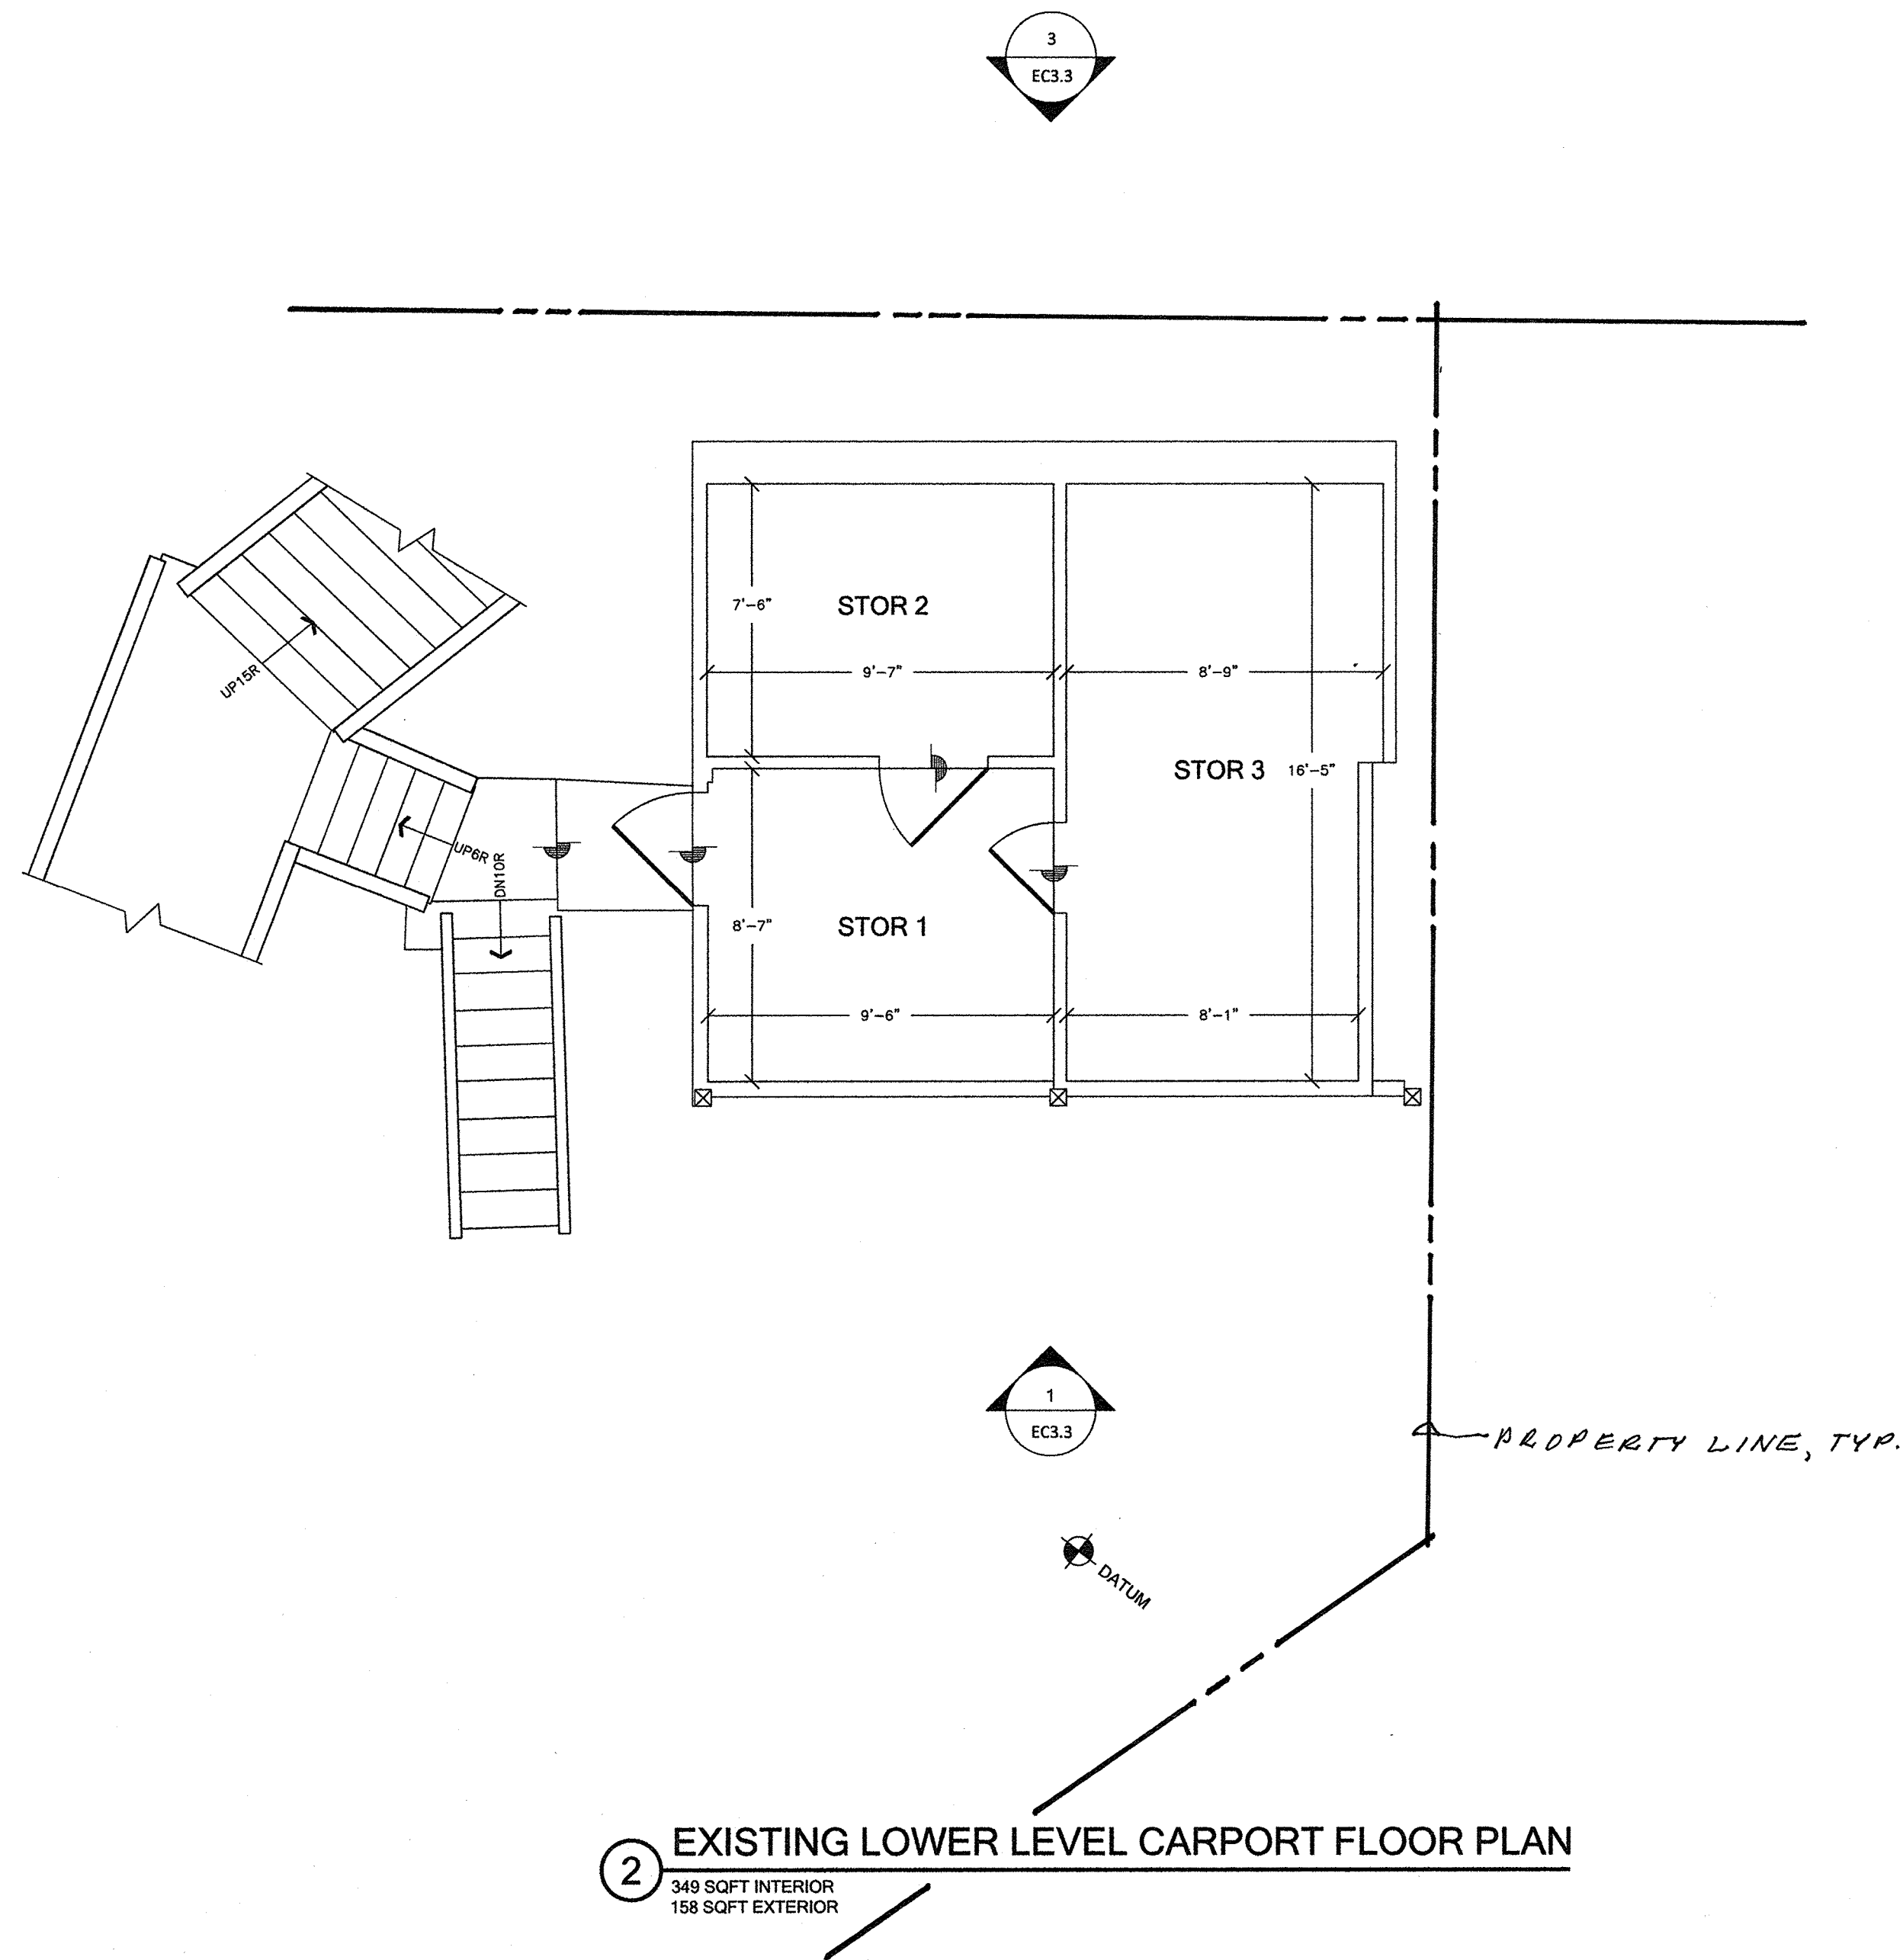 3
EC3.3
7'-6"
STOR 2
9'-7"
8'-9"
UP15R
STOR 3
16'-5"
UP6R
DN10R
8'-7"
STOR 1
9'-6"
8'-1"
1
EC3.3
PROPERTY LINE, TYP.
DATUM
2
EXISTING LOWER LEVEL CARPORT FLOOR PLAN
349 SQFT INTERIOR
158 SQFT EXTERIOR